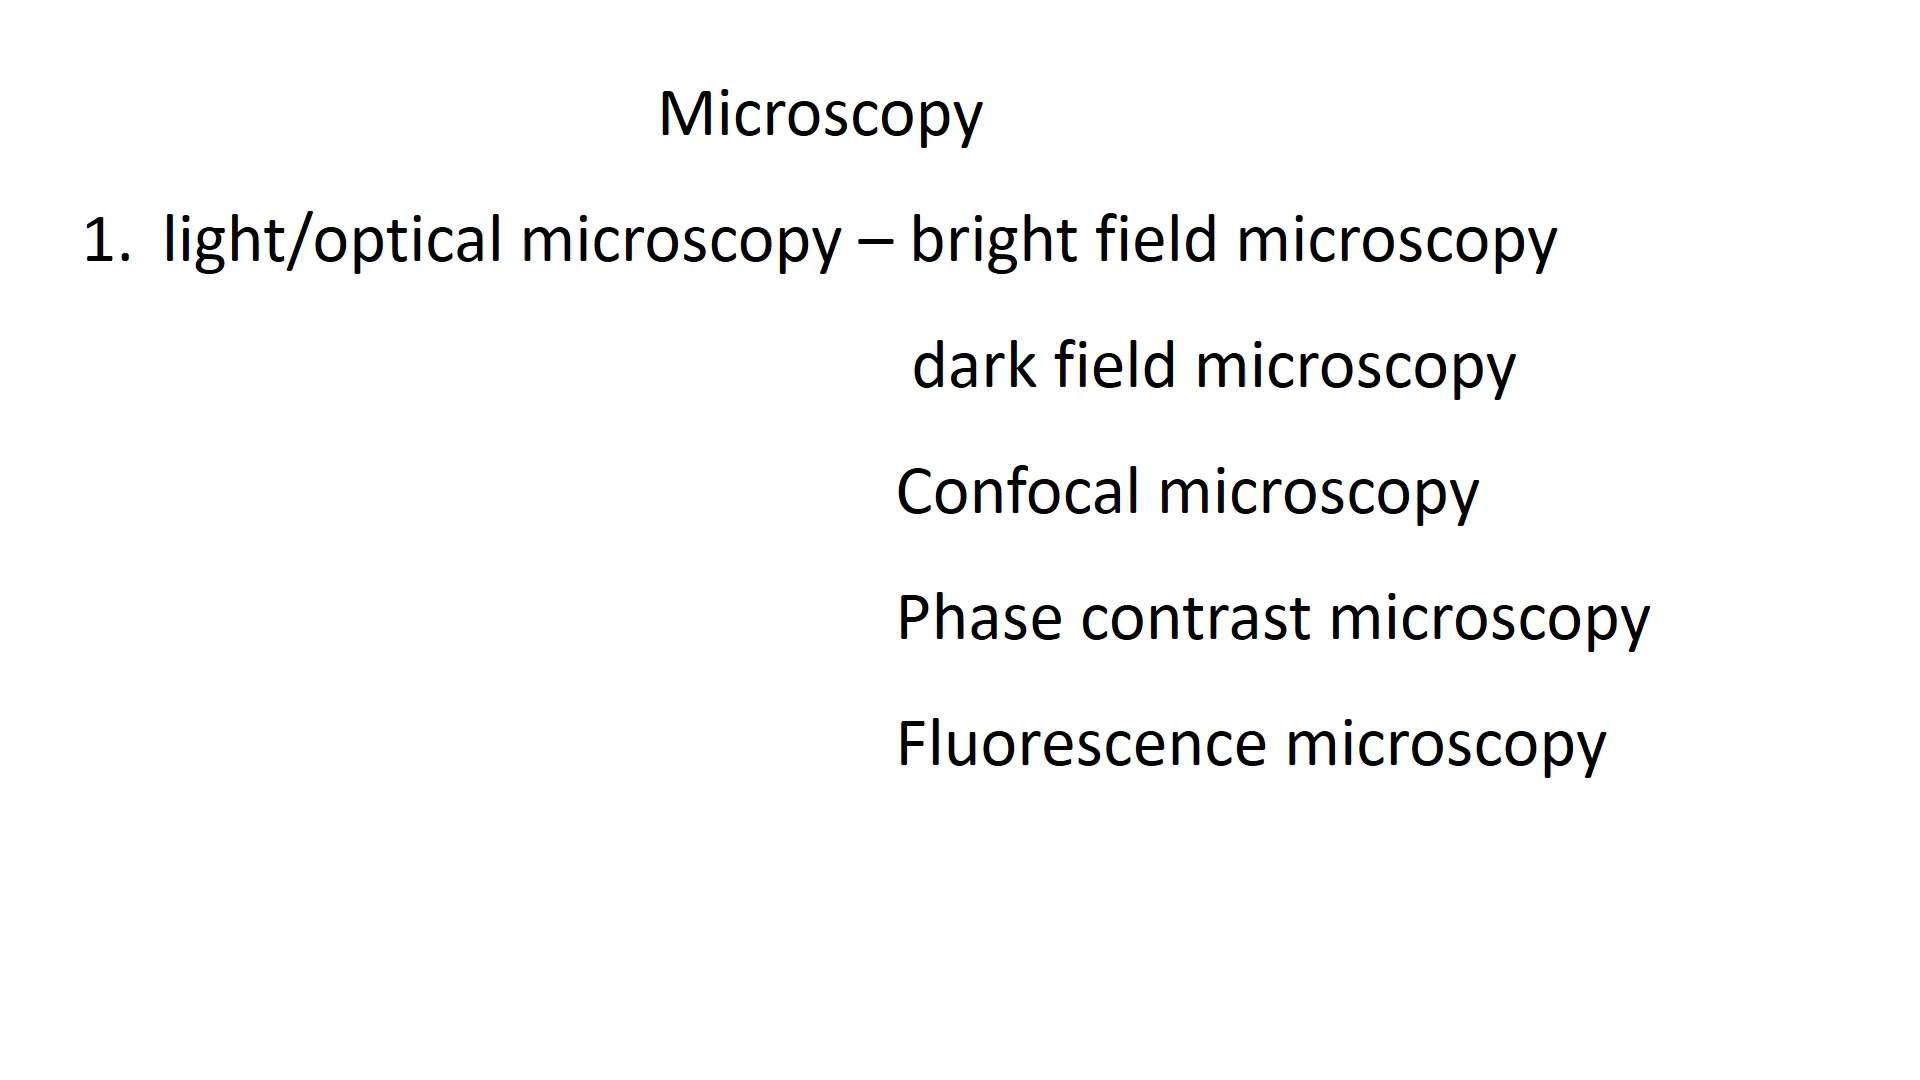 Microscopy
1. light/optical microscopy – bright field microscopy
dark field microscopy
Confocal microscopy
Phase contrast microscopy
Fluorescence microscopy